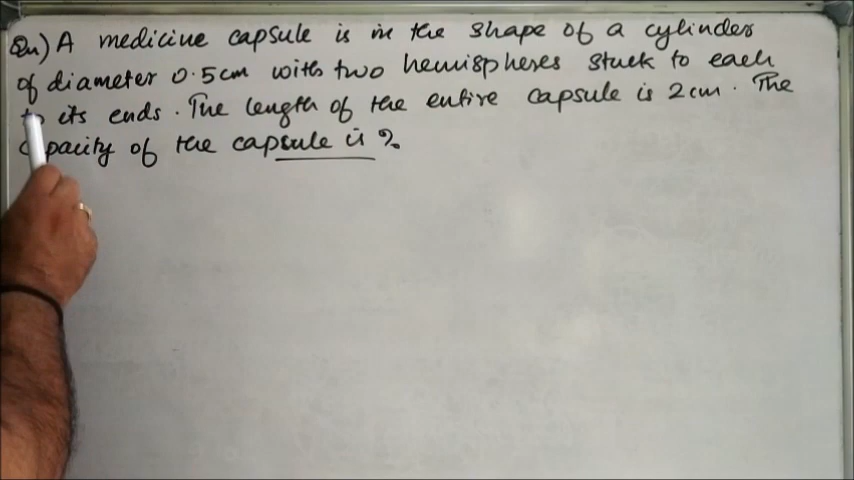 Qn) A medicine capsule is in the shape of a cylinder
of diameter 0.5cm with two hemispheres stuck to each
its ends. The length of the entire capsule is 2cm. The
capacity of the capsule is?